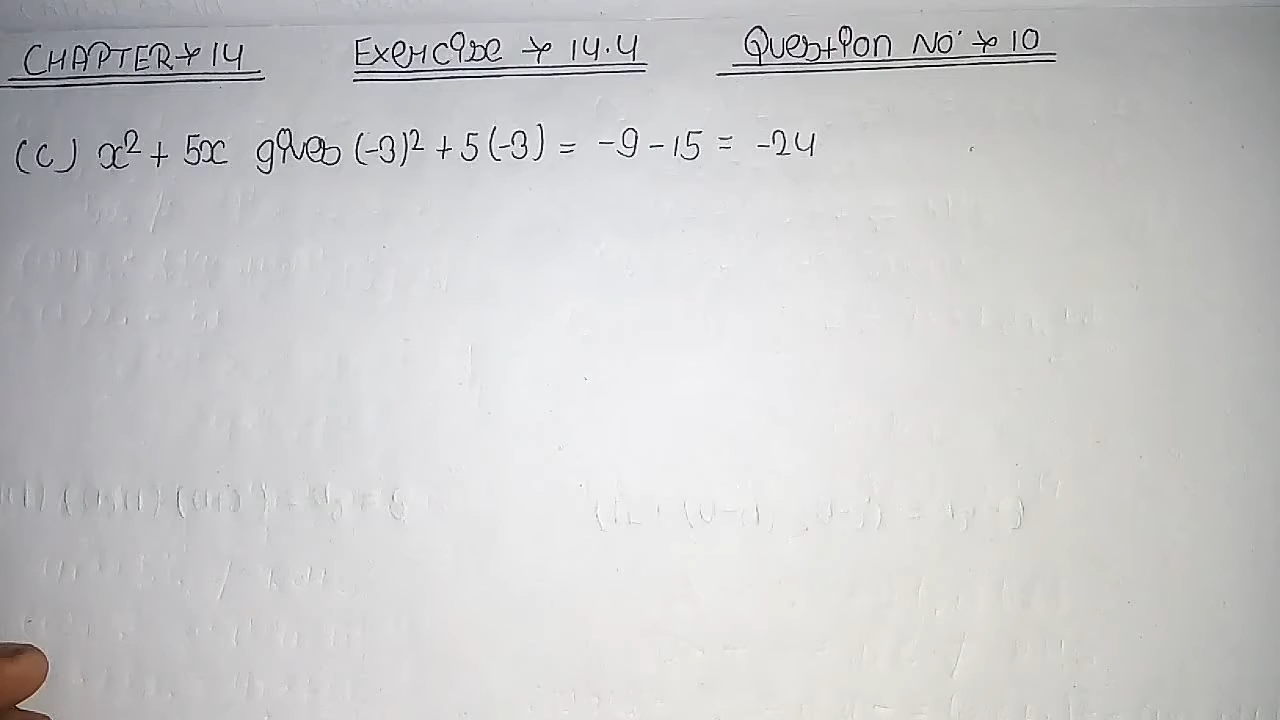 CHAPTER → 14 Exercise → 14.4 Question No. → 10
(c) x² + 5x gives (-3)² + 5(-3) = -9 - 15 = -24